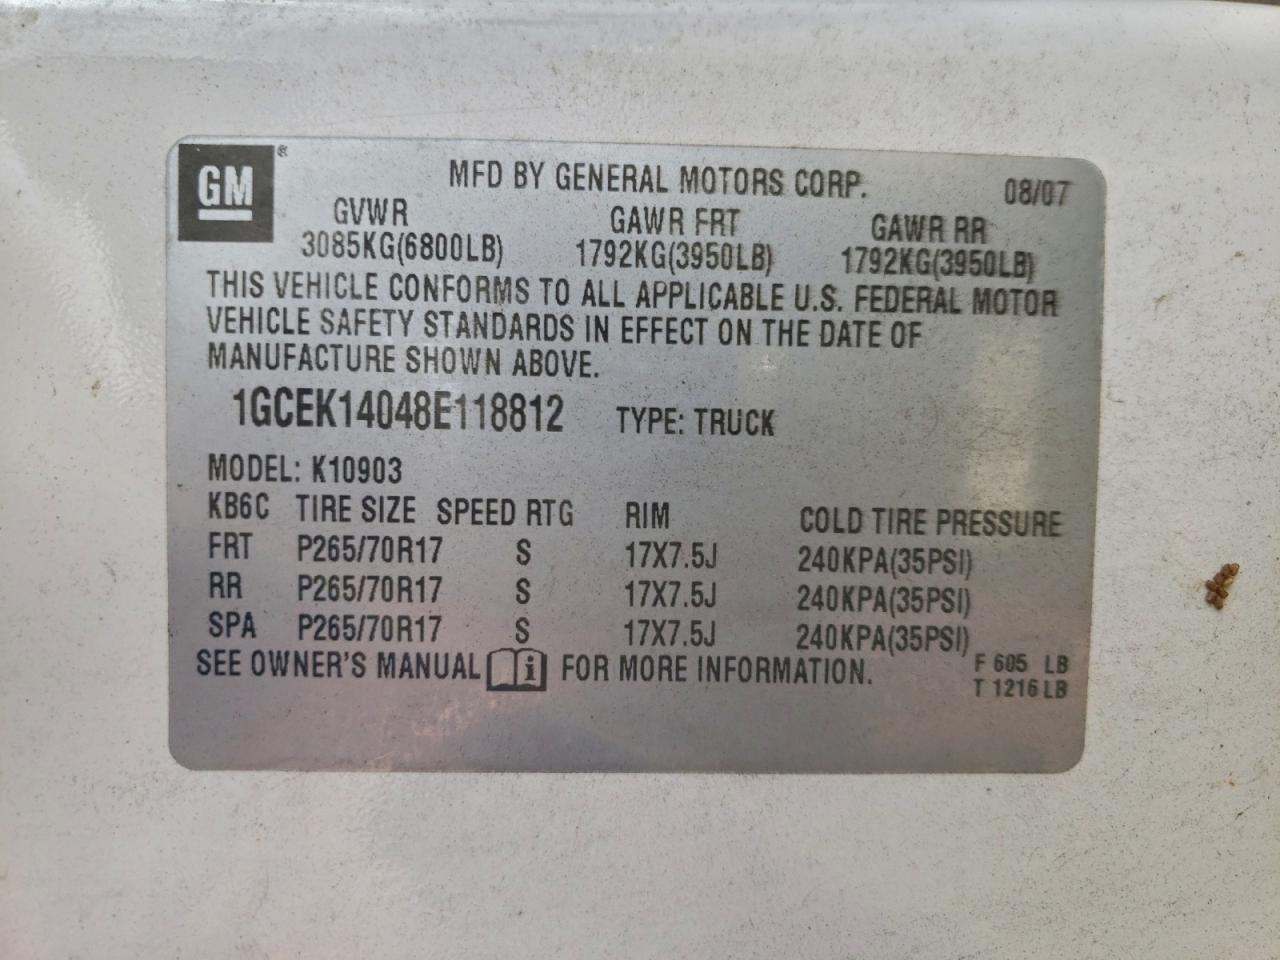 GM®
MFD BY GENERAL MOTORS CORP. 08/07
GVWR GAWR FRT GAWR RR
3085KG(6800LB) 1792KG(3950LB) 1792KG(3950LB)
THIS VEHICLE CONFORMS TO ALL APPLICABLE U.S. FEDERAL MOTOR
VEHICLE SAFETY STANDARDS IN EFFECT ON THE DATE OF
MANUFACTURE SHOWN ABOVE.
1GCEK14048E118812 TYPE: TRUCK
MODEL: K10903
KB6C TIRE SIZE SPEED RTG RIM COLD TIRE PRESSURE
FRT P265/70R17 S 17X7.5J 240KPA(35PSI)
RR P265/70R17 S 17X7.5J 240KPA(35PSI)
SPA P265/70R17 S 17X7.5J 240KPA(35PSI)
SEE OWNER'S MANUAL i FOR MORE INFORMATION. F 605 LB
T 1216 LB